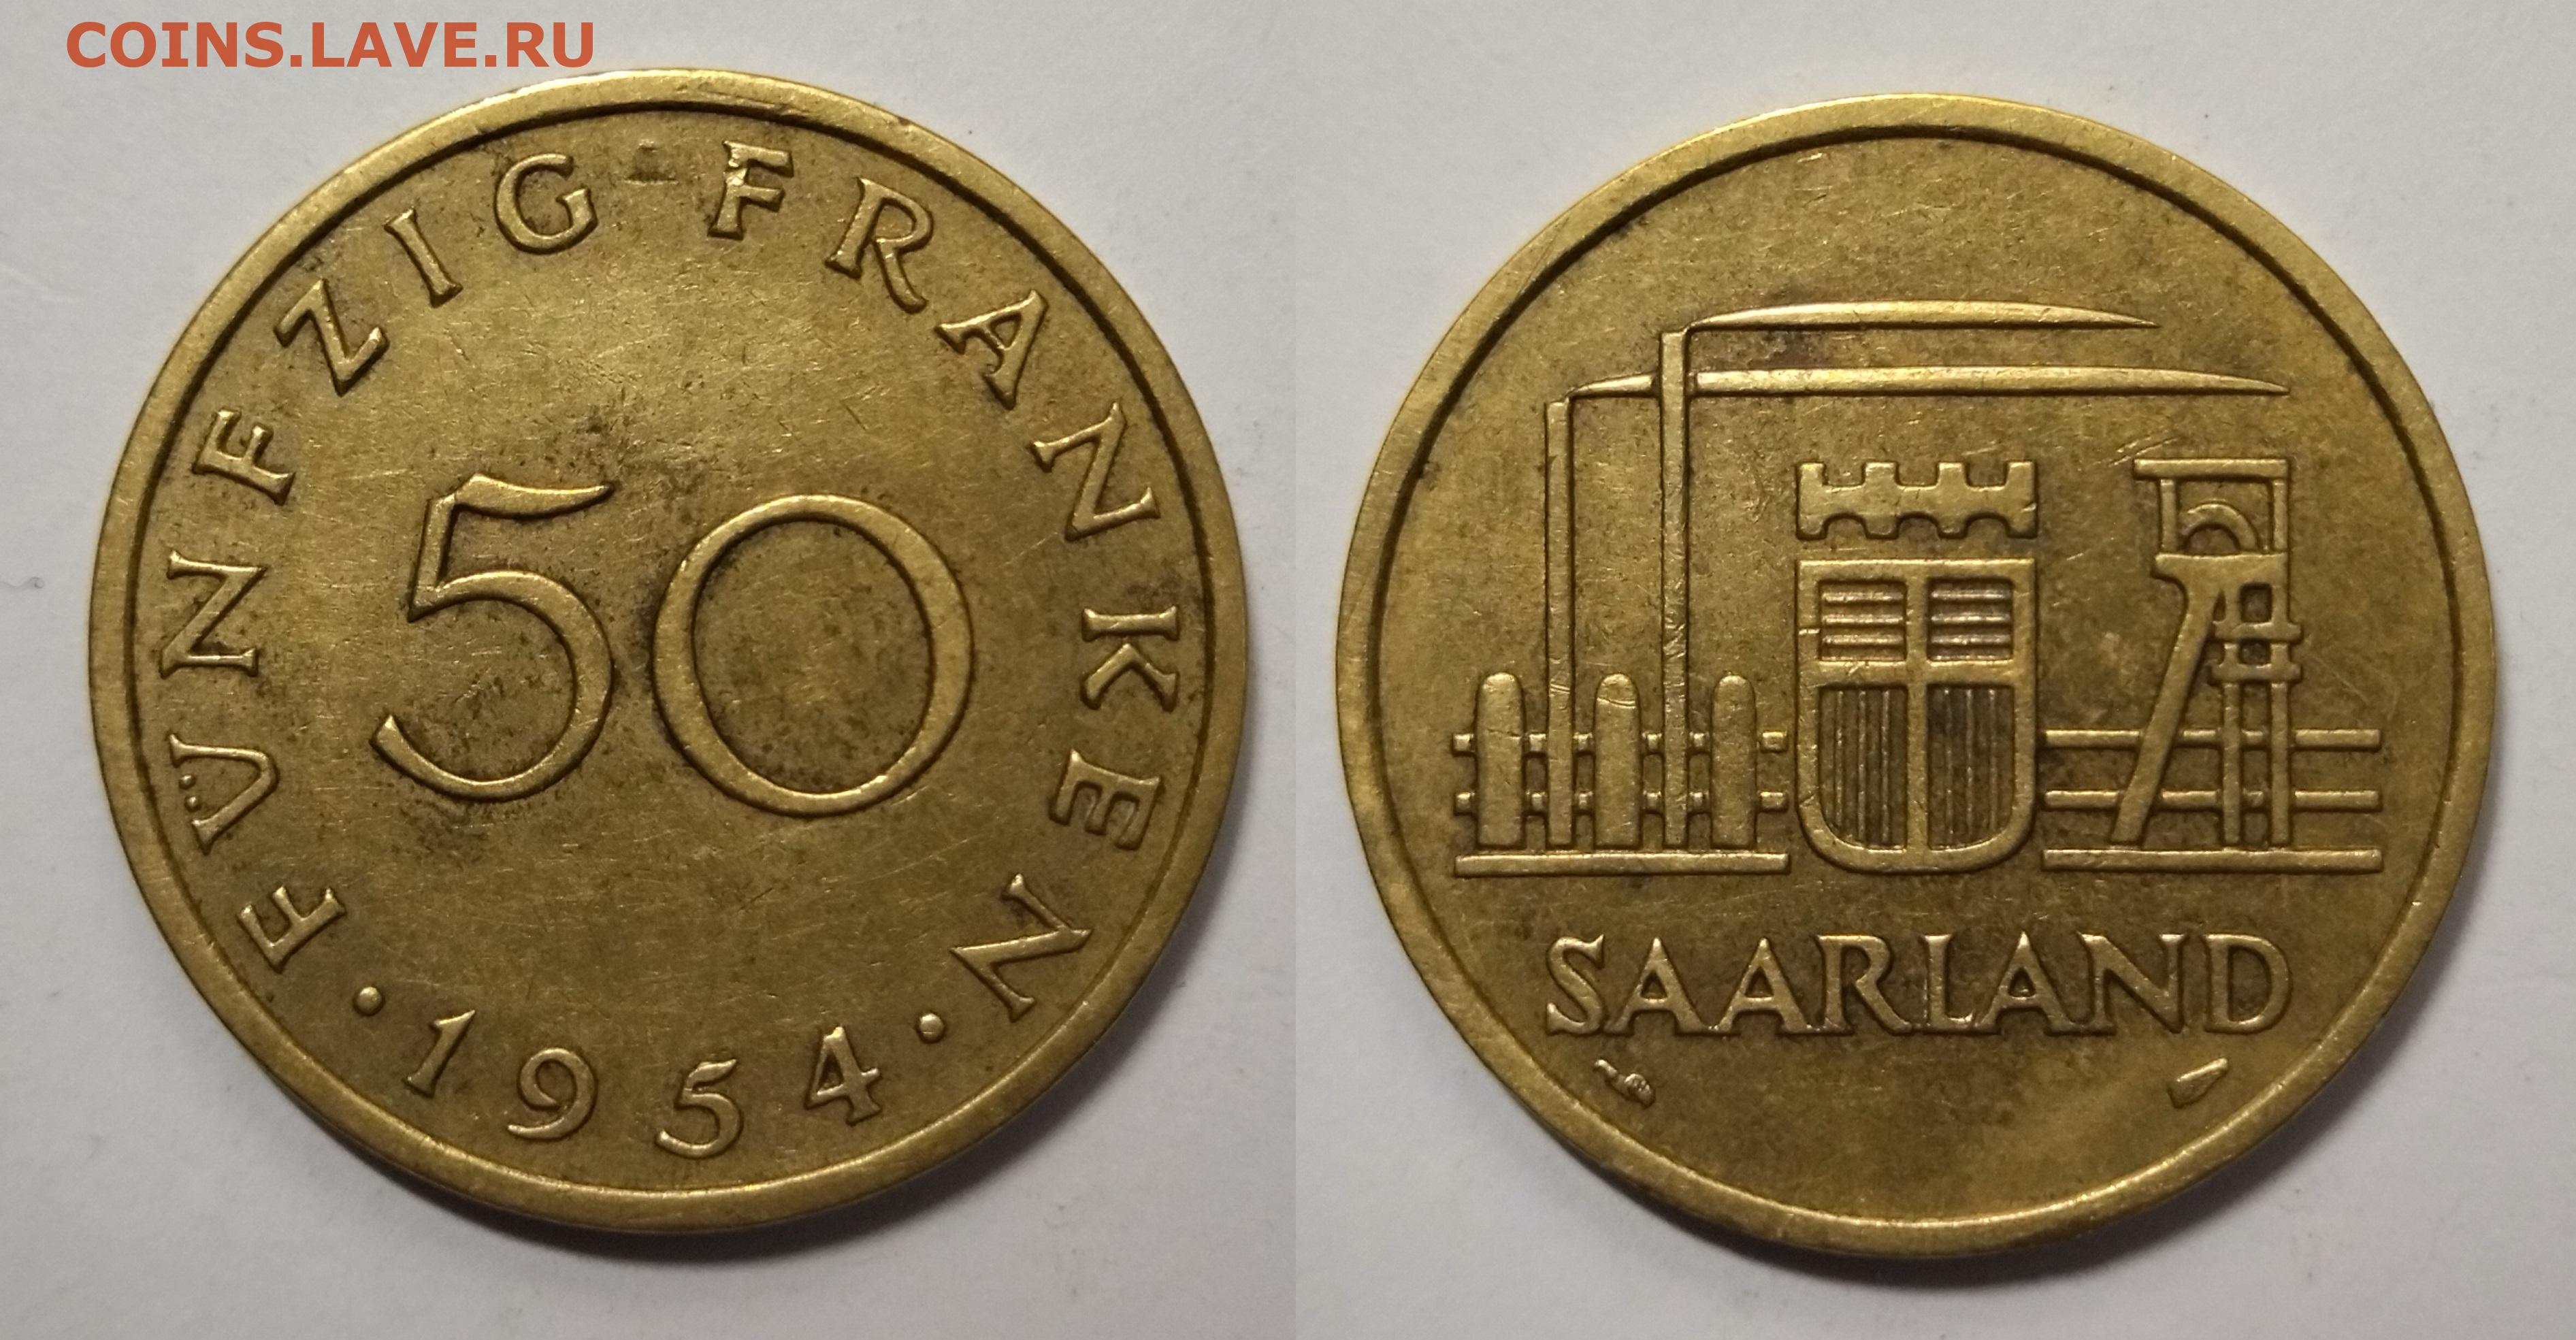 COINS.LAVE.RU
FÜNFZIG FRANKEN
50
· 1954 ·
SAARLAND